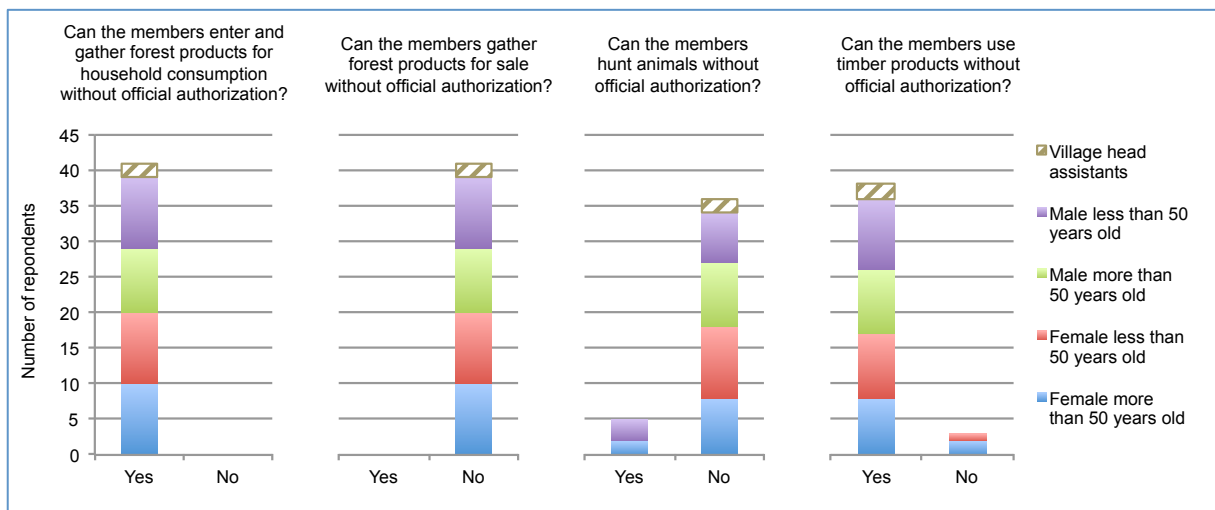 Can the members enter and
gather forest products for
household consumption
without official authorization?
Can the members gather
forest products for sale
without official authorization?
Can the members
hunt animals without
official authorization?
Can the members use
timber products without
official authorization?
Number of respondents
45
40
35
30
25
20
15
10
5
0
Yes
No
Yes
No
Yes
No
Yes
No
Village head
assistants
Male less than 50
years old
Male more than
50 years old
Female less than
50 years old
Female more
than 50 years old